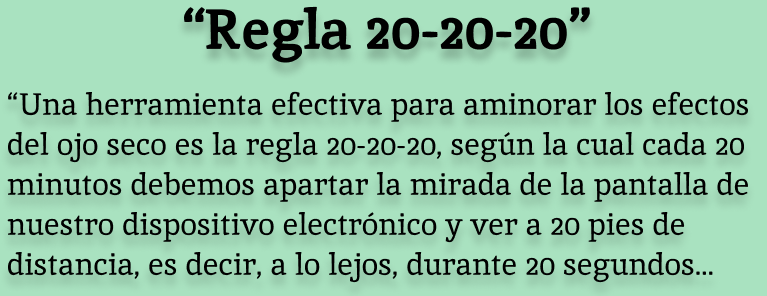 “Regla 20-20-20”
“Una herramienta efectiva para aminorar los efectos
del ojo seco es la regla 20-20-20, según la cual cada 20
minutos debemos apartar la mirada de la pantalla de
nuestro dispositivo electrónico y ver a 20 pies de
distancia, es decir, a lo lejos, durante 20 segundos...